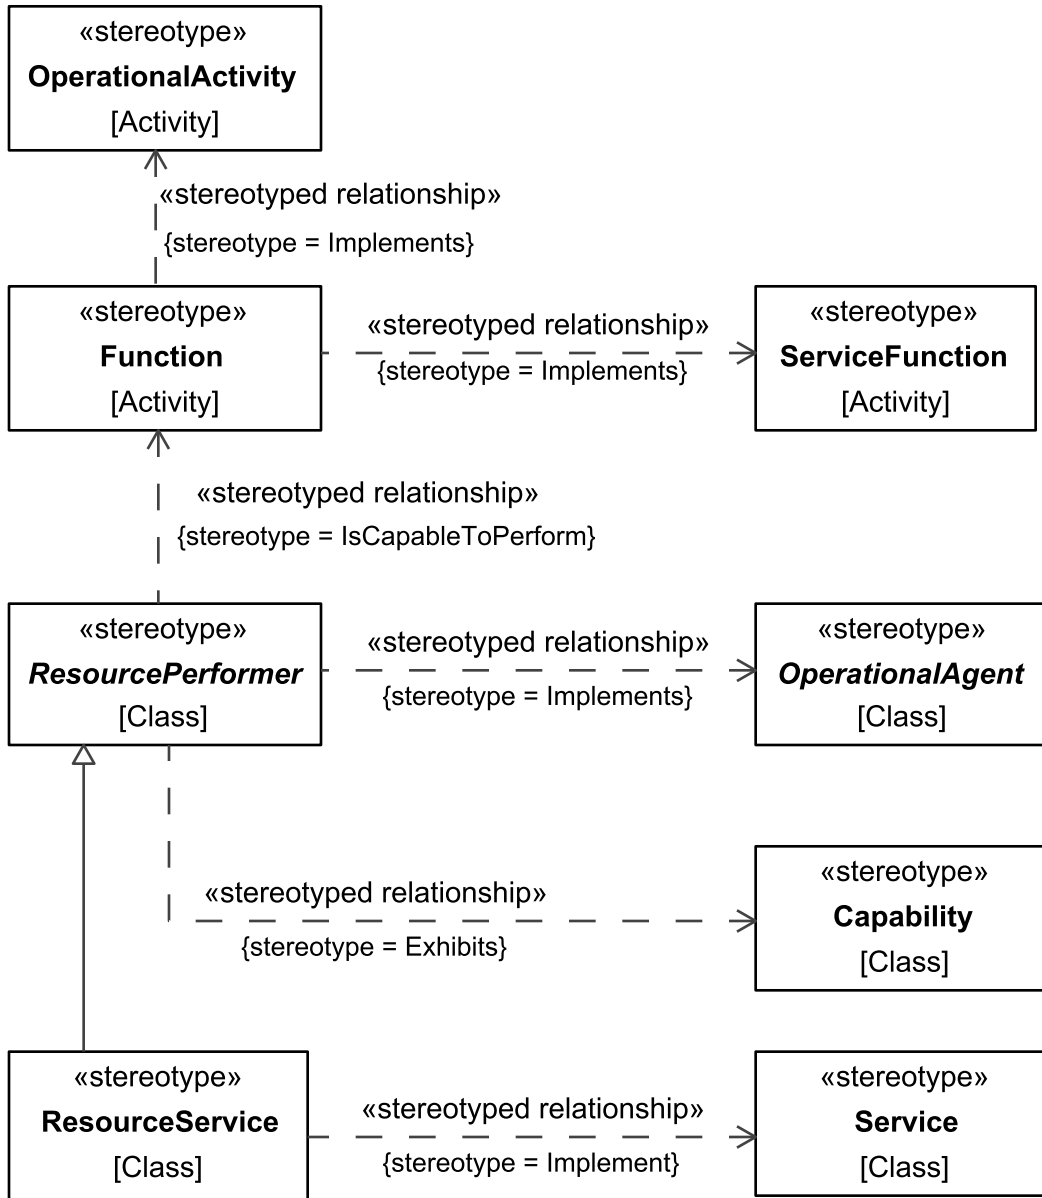 «stereotype»
OperationalActivity
[Activity]
«stereotyped relationship»
{stereotype = Implements}
«stereotype»
Function
[Activity]
«stereotyped relationship»
{stereotype = Implements}
«stereotype»
ServiceFunction
[Activity]
«stereotyped relationship»
{stereotype = IsCapableToPerform}
«stereotype»
ResourcePerformer
[Class]
«stereotyped relationship»
{stereotype = Implements}
«stereotype»
OperationalAgent
[Class]
«stereotyped relationship»
{stereotype = Exhibits}
«stereotype»
Capability
[Class]
«stereotype»
ResourceService
[Class]
«stereotyped relationship»
{stereotype = Implement}
«stereotype»
Service
[Class]